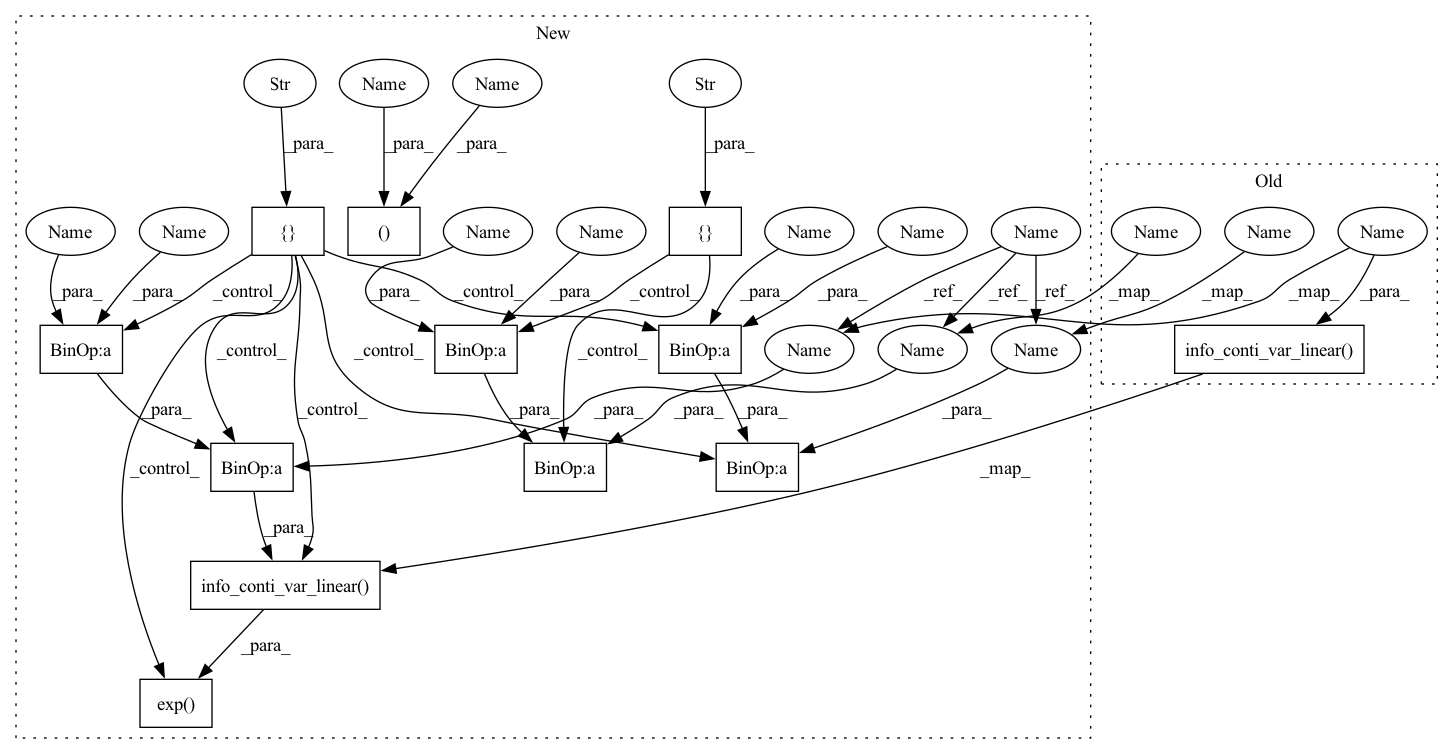 New
Str
Name
Name
Str
_para_
_para_
_para_
_para_
Old
Name
Name
{}
()
Name
Name
{}
Name
Name
Name
Name
Name
Name
_para_
_para_
_control_
_para_
_control_
_para_
_control_
_para_
_para_
_ref_
_ref_
_ref_
_map_
_map_
_map_
_para_
BinOp:a
_control_
_control_
BinOp:a
_control_
BinOp:a
Name
Name
Name
info_conti_var_linear()
_para_
_control_
_para_
_para_
_para_
_para_
_para_
_control_
BinOp:a
BinOp:a
BinOp:a
_map_
_para_
info_conti_var_linear()
_para_
exp()